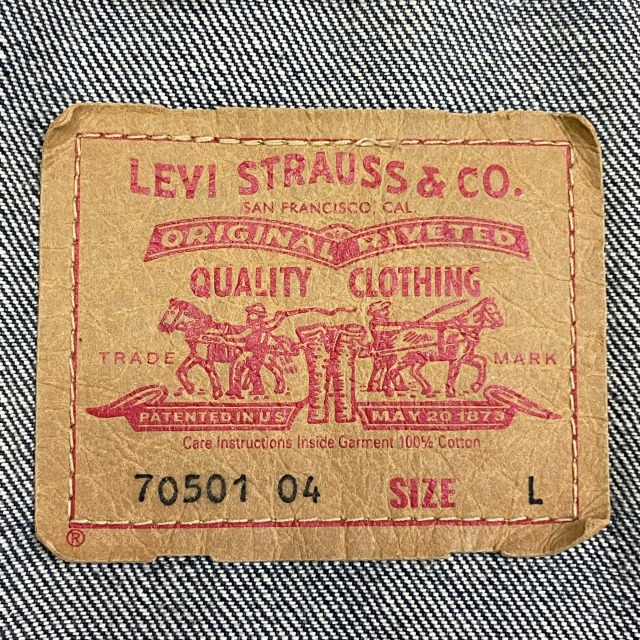 LEVI STRAUSS & CO.
SAN FRANCISCO, CAL.
ORIGINAL RIVETED
QUALITY CLOTHING
TRADE MARK
PATENTED IN US MAY 20 1873
Care Instructions Inside Garment 100% Cotton
70501 04 SIZE L
®